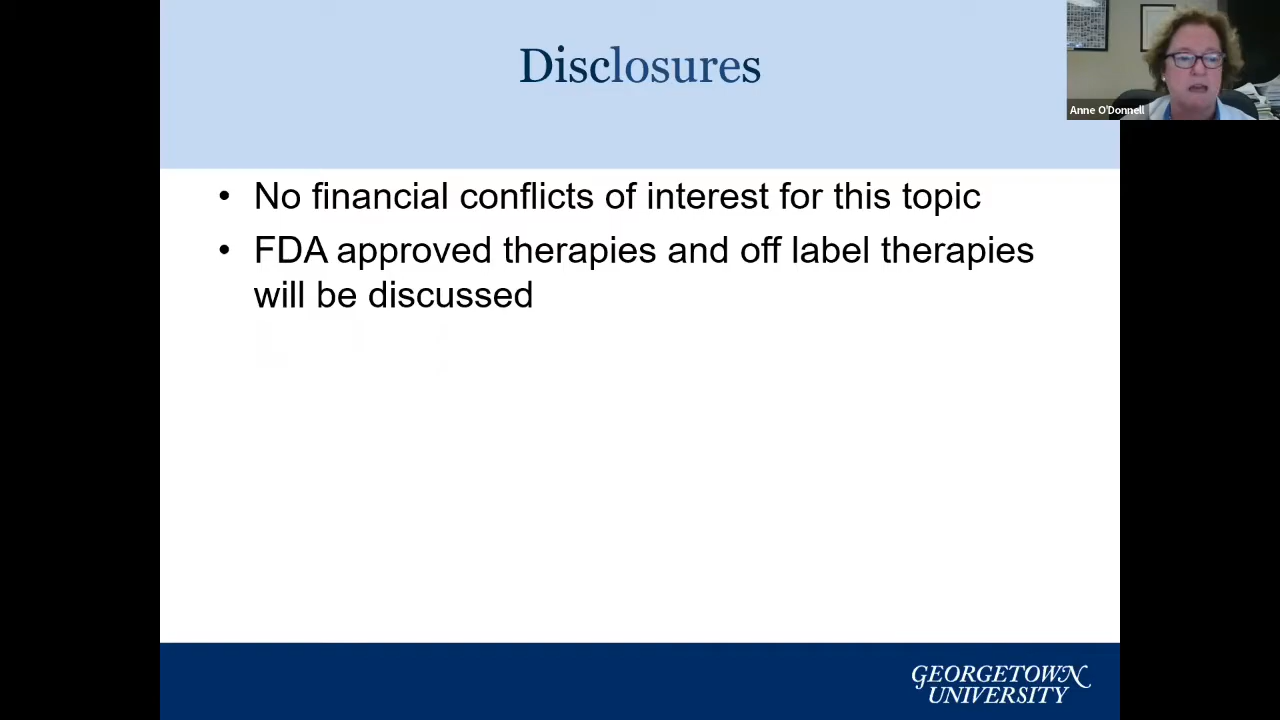 Disclosures
Anne O'Donnell
• No financial conflicts of interest for this topic
• FDA approved therapies and off label therapies
will be discussed
GEORGETOWN
UNIVERSITY